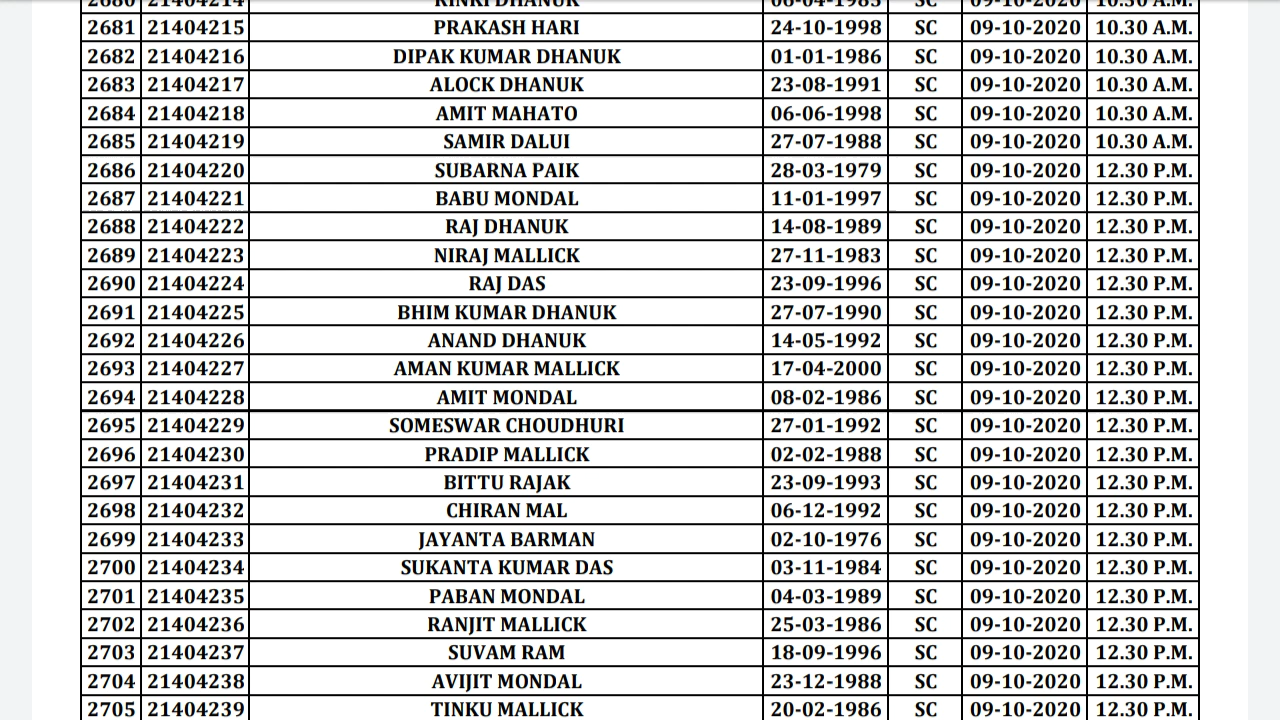 2680 21404214 RINKI DHANUK 06-04-1985 SC 09-10-2020 10.30 A.M.
2681 21404215 PRAKASH HARI 24-10-1998 SC 09-10-2020 10.30 A.M.
2682 21404216 DIPAK KUMAR DHANUK 01-01-1986 SC 09-10-2020 10.30 A.M.
2683 21404217 ALOCK DHANUK 23-08-1991 SC 09-10-2020 10.30 A.M.
2684 21404218 AMIT MAHATO 06-06-1998 SC 09-10-2020 10.30 A.M.
2685 21404219 SAMIR DALUI 27-07-1988 SC 09-10-2020 10.30 A.M.
2686 21404220 SUBARNA PAIK 28-03-1979 SC 09-10-2020 12.30 P.M.
2687 21404221 BABU MONDAL 11-01-1997 SC 09-10-2020 12.30 P.M.
2688 21404222 RAJ DHANUK 14-08-1989 SC 09-10-2020 12.30 P.M.
2689 21404223 NIRAJ MALLICK 27-11-1983 SC 09-10-2020 12.30 P.M.
2690 21404224 RAJ DAS 23-09-1996 SC 09-10-2020 12.30 P.M.
2691 21404225 BHIM KUMAR DHANUK 27-07-1990 SC 09-10-2020 12.30 P.M.
2692 21404226 ANAND DHANUK 14-05-1992 SC 09-10-2020 12.30 P.M.
2693 21404227 AMAN KUMAR MALLICK 17-04-2000 SC 09-10-2020 12.30 P.M.
2694 21404228 AMIT MONDAL 08-02-1986 SC 09-10-2020 12.30 P.M.
2695 21404229 SOMESWAR CHOUDHURI 27-01-1992 SC 09-10-2020 12.30 P.M.
2696 21404230 PRADIP MALLICK 02-02-1988 SC 09-10-2020 12.30 P.M.
2697 21404231 BITTU RAJAK 23-09-1993 SC 09-10-2020 12.30 P.M.
2698 21404232 CHIRAN MAL 06-12-1992 SC 09-10-2020 12.30 P.M.
2699 21404233 JAYANTA BARMAN 02-10-1976 SC 09-10-2020 12.30 P.M.
2700 21404234 SUKANTA KUMAR DAS 03-11-1984 SC 09-10-2020 12.30 P.M.
2701 21404235 PABAN MONDAL 04-03-1989 SC 09-10-2020 12.30 P.M.
2702 21404236 RANJIT MALLICK 25-03-1986 SC 09-10-2020 12.30 P.M.
2703 21404237 SUVAM RAM 18-09-1996 SC 09-10-2020 12.30 P.M.
2704 21404238 AVIJIT MONDAL 23-12-1988 SC 09-10-2020 12.30 P.M.
2705 21404239 TINKU MALLICK 20-02-1986 SC 09-10-2020 12.30 P.M.